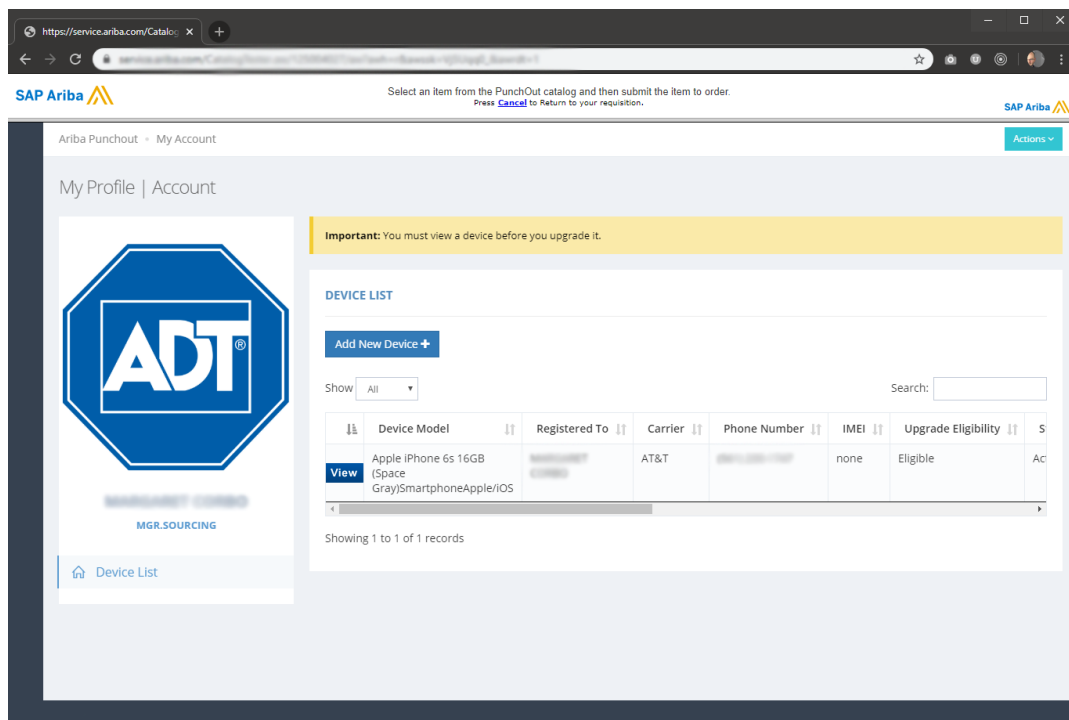 https://service.ariba.com/Catalog
SAP Ariba
Select an item from the PunchOut catalog and then submit the item to order.
Press Cancel to Return to your requisition.
SAP Ariba
Ariba Punchout My Account
Actions
My Profile | Account
Important: You must view a device before you upgrade it.
ADT®
DEVICE LIST
Add New Device +
Show All
Search:
Device Model Registered To Carrier Phone Number IMEI Upgrade Eligibility S
View Apple iPhone 6s 16GB AT&T none Eligible Ac
(Space
Gray)SmartphoneApple/iOS
MGR.SOURCING
Showing 1 to 1 of 1 records
Device List